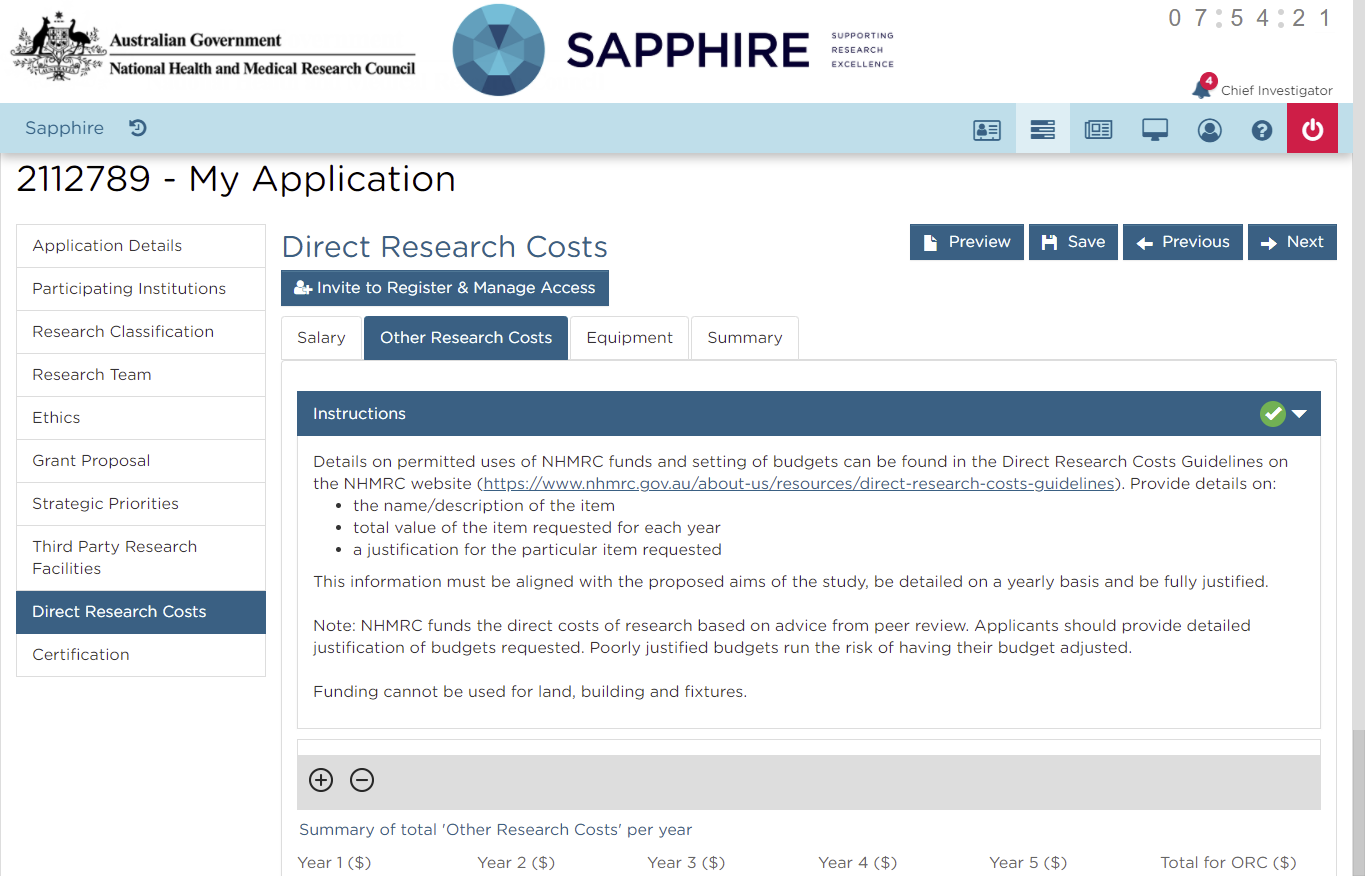 07:54:21
Australian Government
National Health and Medical Research Council
SAPPHIRE
SUPPORTING
RESEARCH
EXCELLENCE
4
Chief Investigator
Sapphire
2112789 - My Application
Application Details
Participating Institutions
Research Classification
Research Team
Ethics
Grant Proposal
Strategic Priorities
Third Party Research
Facilities
Direct Research Costs
Certification
Direct Research Costs
Preview
Save
Previous
Next
Invite to Register & Manage Access
Salary
Other Research Costs
Equipment
Summary
Instructions
Details on permitted uses of NHMRC funds and setting of budgets can be found in the Direct Research Costs Guidelines on
the NHMRC website (https://www.nhmrc.gov.au/about-us/resources/direct-research-costs-guidelines). Provide details on:
• the name/description of the item
• total value of the item requested for each year
• a justification for the particular item requested
This information must be aligned with the proposed aims of the study, be detailed on a yearly basis and be fully justified.
Note: NHMRC funds the direct costs of research based on advice from peer review. Applicants should provide detailed
justification of budgets requested. Poorly justified budgets run the risk of having their budget adjusted.
Funding cannot be used for land, building and fixtures.
Summary of total 'Other Research Costs' per year
Year 1 ($) Year 2 ($) Year 3 ($) Year 4 ($) Year 5 ($) Total for ORC ($)